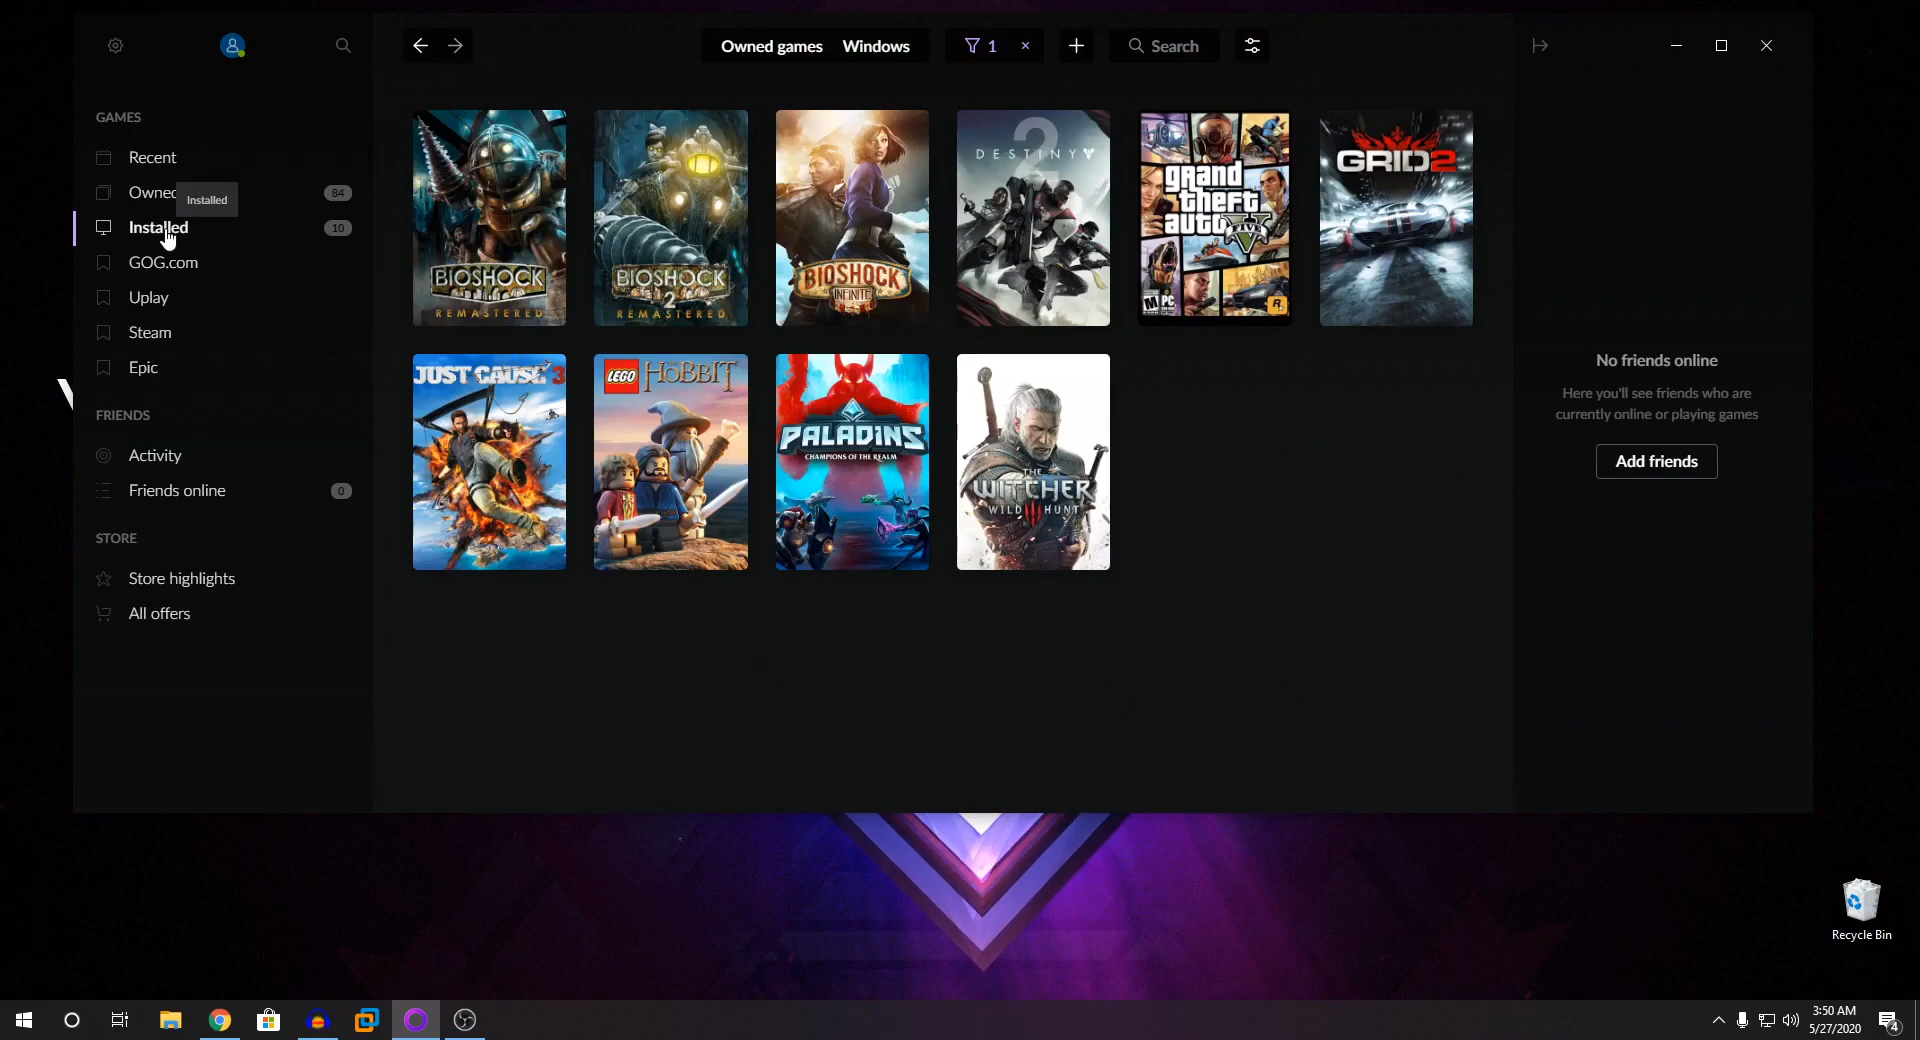 Owned games Windows
1
Search
GAMES
Recent
Owned
84
Installed
Installed
10
GOG.com
Uplay
Steam
Epic
FRIENDS
Activity
Friends online
0
STORE
Store highlights
All offers
BIOSHOCK
REMASTERED
BIOSHOCK
2
REMASTERED
BIOSHOCK
INFINITE
2
DESTINY
grand
theft
auto
V
FIVE
M PC
R
GRID2
JUST CAUSE 3
LEGO THE HOBBIT
PALADINS
CHAMPIONS OF THE REALM
THE
WITCHER
WILD HUNT
No friends online
Here you'll see friends who are
currently online or playing games
Add friends
Recycle Bin
3:50 AM
5/27/2020
4